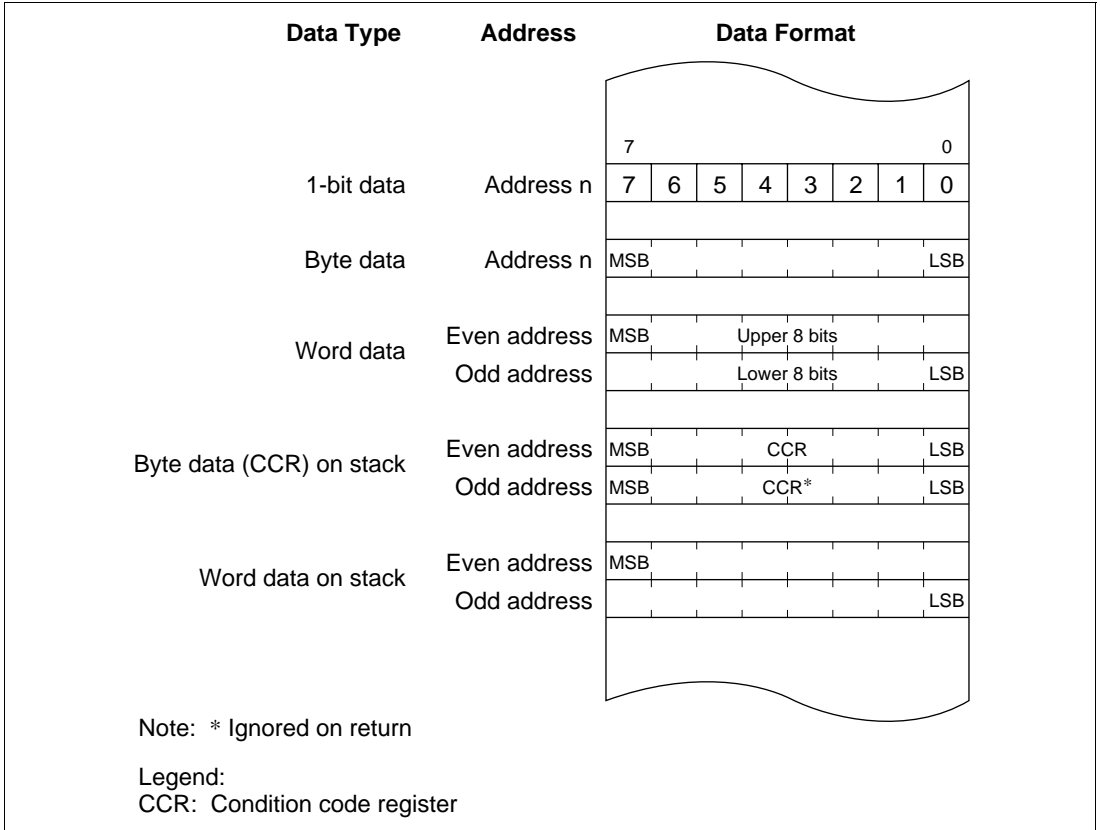 Data Type Address Data Format
7 0
1-bit data Address n 7 6 5 4 3 2 1 0
Byte data Address n MSB LSB
Word data Even address MSB Upper 8 bits
Odd address Lower 8 bits LSB
Byte data (CCR) on stack Even address MSB CCR LSB
Odd address MSB CCR* LSB
Word data on stack Even address MSB
Odd address LSB
Note: * Ignored on return
Legend:
CCR: Condition code register